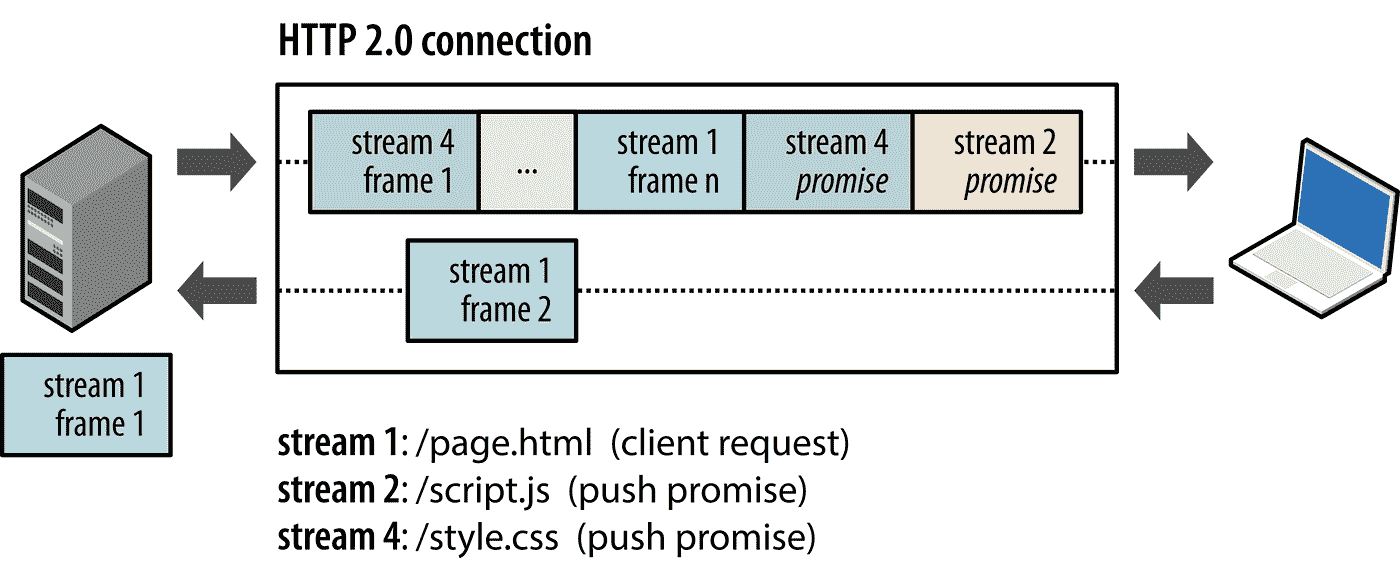 HTTP 2.0 connection
stream 4
frame 1
...
stream 1
frame n
stream 4
promise
stream 2
promise
stream 1
frame 2
stream 1
frame 1
stream 1: /page.html (client request)
stream 2: /script.js (push promise)
stream 4: /style.css (push promise)